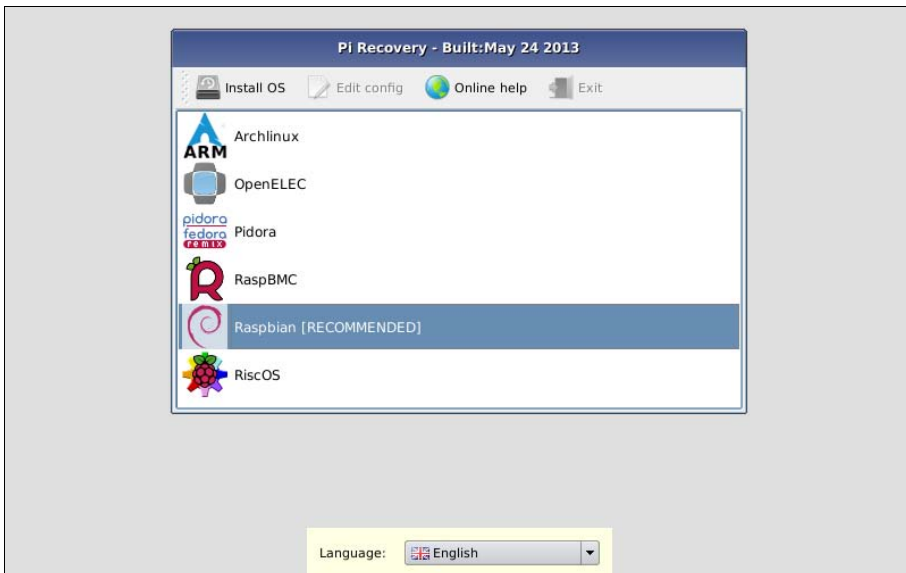 Pi Recovery - Built:May 24 2013
Install OS Edit config Online help Exit
ARM Archlinux
OpenELEC
pidora
fedora
remix
Pidora
RaspBMC
Raspbian [RECOMMENDED]
RiscOS
Language: English